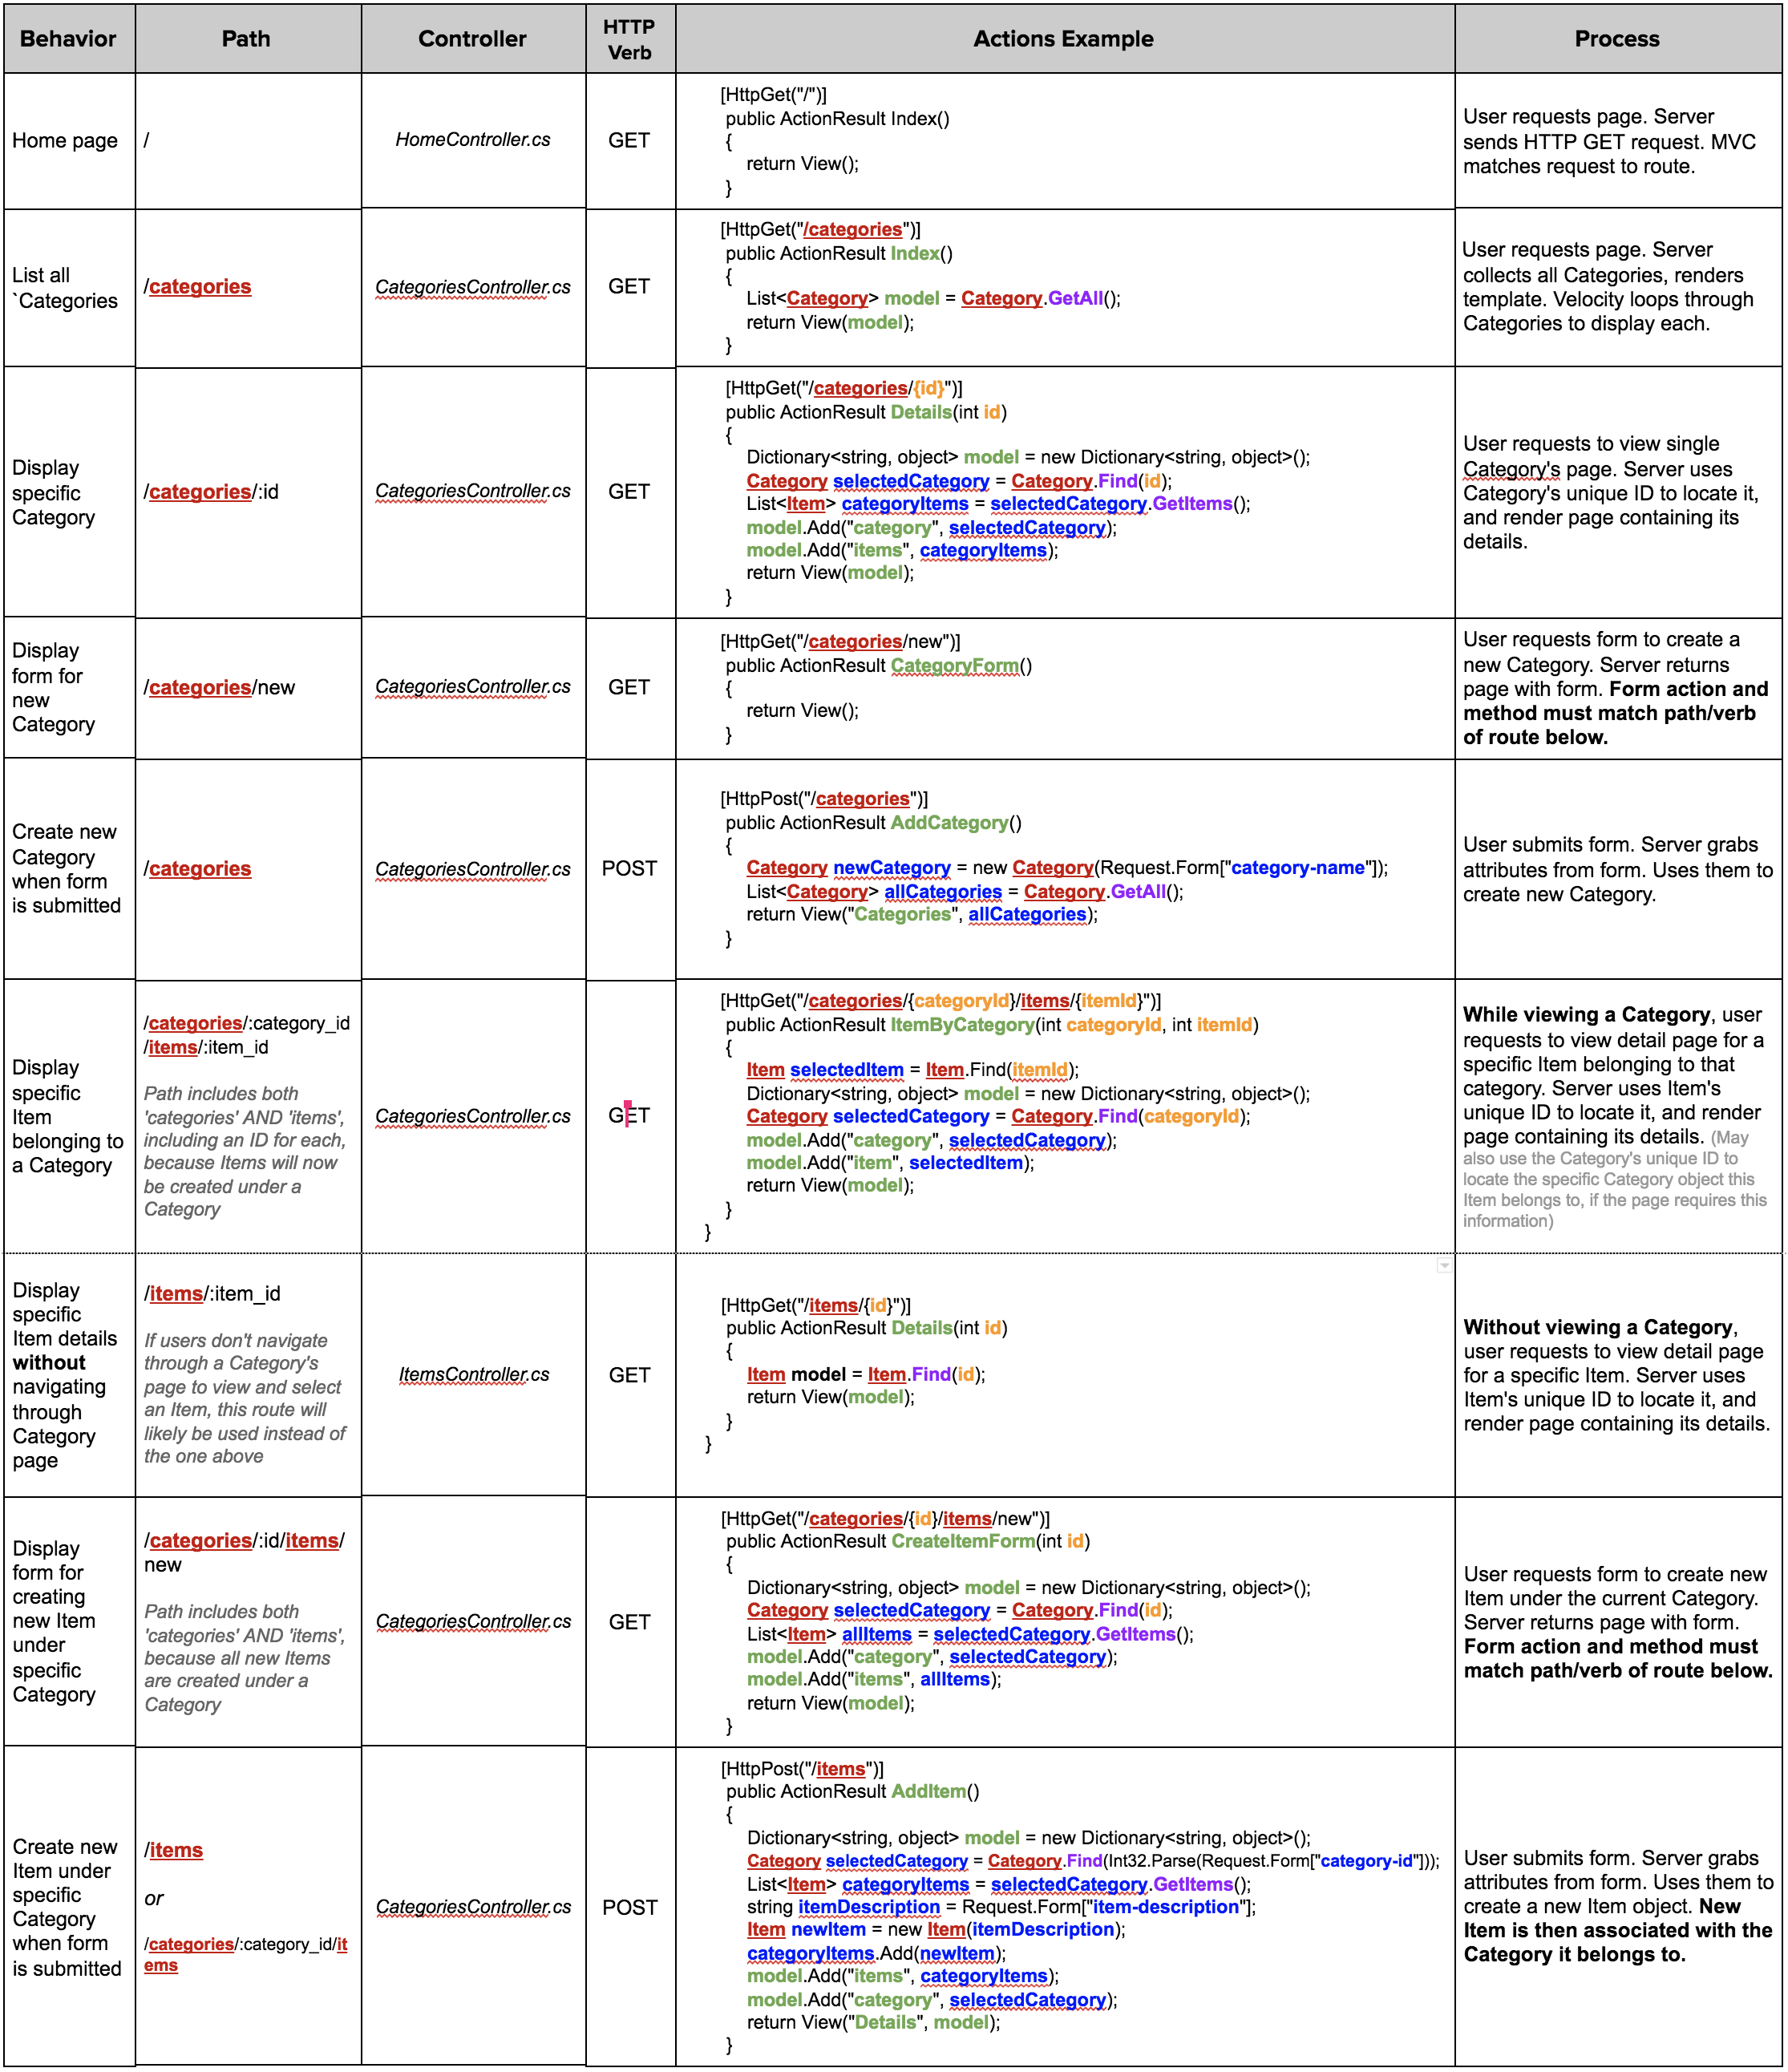 Behavior
Path
Controller
HTTP
Verb
Actions Example
Process
Home page
/
HomeController.cs
GET
[HttpGet("/")]
public ActionResult Index()
{
return View();
}
User requests page. Server
sends HTTP GET request. MVC
matches request to route.
List all
`Categories
/categories
CategoriesController.cs
GET
[HttpGet("/categories")]
public ActionResult Index()
{
List<Category> model = Category.GetAll();
return View(model);
}
User requests page. Server
collects all Categories, renders
template. Velocity loops through
Categories to display each.
Display
specific
Category
/categories/:id
CategoriesController.cs
GET
[HttpGet("/categories/{id}")]
public ActionResult Details(int id)
{
Dictionary<string, object> model = new Dictionary<string, object>();
Category selectedCategory = Category.Find(id);
List<Item> categoryItems = selectedCategory.GetItems();
model.Add("category", selectedCategory);
model.Add("items", categoryItems);
return View(model);
}
User requests to view single
Category's page. Server uses
Category's unique ID to locate it,
and render page containing its
details.
Display
form for
new
Category
/categories/new
CategoriesController.cs
GET
[HttpGet("/categories/new")]
public ActionResult CategoryForm()
{
return View();
}
User requests form to create a
new Category. Server returns
page with form. Form action and
method must match path/verb
of route below.
Create new
Category
when form
is submitted
/categories
CategoriesController.cs
POST
[HttpPost("/categories")]
public ActionResult AddCategory()
{
Category newCategory = new Category(Request.Form["category-name"]);
List<Category> allCategories = Category.GetAll();
return View("Categories", allCategories);
}
User submits form. Server grabs
attributes from form. Uses them to
create new Category.
Display
specific
Item
belonging to
a Category
/categories/:category_id
/items/:item_id
Path includes both
'categories' AND 'items',
including an ID for each,
because Items will now
be created under a
Category
CategoriesController.cs
GET
[HttpGet("/categories/{categoryId}/items/{itemId}")]
public ActionResult ItemByCategory(int categoryId, int itemId)
{
Item selectedItem = Item.Find(itemId);
Dictionary<string, object> model = new Dictionary<string, object>();
Category selectedCategory = Category.Find(categoryId);
model.Add("category", selectedCategory);
model.Add("item", selectedItem);
return View(model);
}
}
While viewing a Category, user
requests to view detail page for a
specific Item belonging to that
category. Server uses Item's
unique ID to locate it, and render
page containing its details. (May
also use the Category's unique ID to
locate the specific Category object this
Item belongs to, if the page requires this
information)
Display
specific
Item details
without
navigating
through
Category
page
/items/:item_id
If users don't navigate
through a Category's
page to view and select
an Item, this route will
likely be used instead of
the one above
ItemsController.cs
GET
[HttpGet("/items/{id}")]
public ActionResult Details(int id)
{
Item model = Item.Find(id);
return View(model);
}
}
Without viewing a Category,
user requests to view detail page
for a specific Item. Server uses
Item's unique ID to locate it, and
render page containing its details.
Display
form for
creating
new Item
under
specific
Category
/categories/:id/items/
new
Path includes both
'categories' AND 'items',
because all new Items
are created under a
Category
CategoriesController.cs
GET
[HttpGet("/categories/{id}/items/new")]
public ActionResult CreateItemForm(int id)
{
Dictionary<string, object> model = new Dictionary<string, object>();
Category selectedCategory = Category.Find(id);
List<Item> allItems = selectedCategory.GetItems();
model.Add("category", selectedCategory);
model.Add("items", allItems);
return View(model);
}
User requests form to create new
Item under the current Category.
Server returns page with form.
Form action and method must
match path/verb of route below.
Create new
Item under
specific
Category
when form
is submitted
/items
or
/categories/:category_id/it
ems
CategoriesController.cs
POST
[HttpPost("/items")]
public ActionResult AddItem()
{
Dictionary<string, object> model = new Dictionary<string, object>();
Category selectedCategory = Category.Find(Int32.Parse(Request.Form["category-id"]));
List<Item> categoryItems = selectedCategory.GetItems();
string itemDescription = Request.Form["item-description"];
Item newItem = new Item(itemDescription);
categoryItems.Add(newItem);
model.Add("items", categoryItems);
model.Add("category", selectedCategory);
return View("Details", model);
}
User submits form. Server grabs
attributes from form. Uses them to
create a new Item object. New
Item is then associated with the
Category it belongs to.